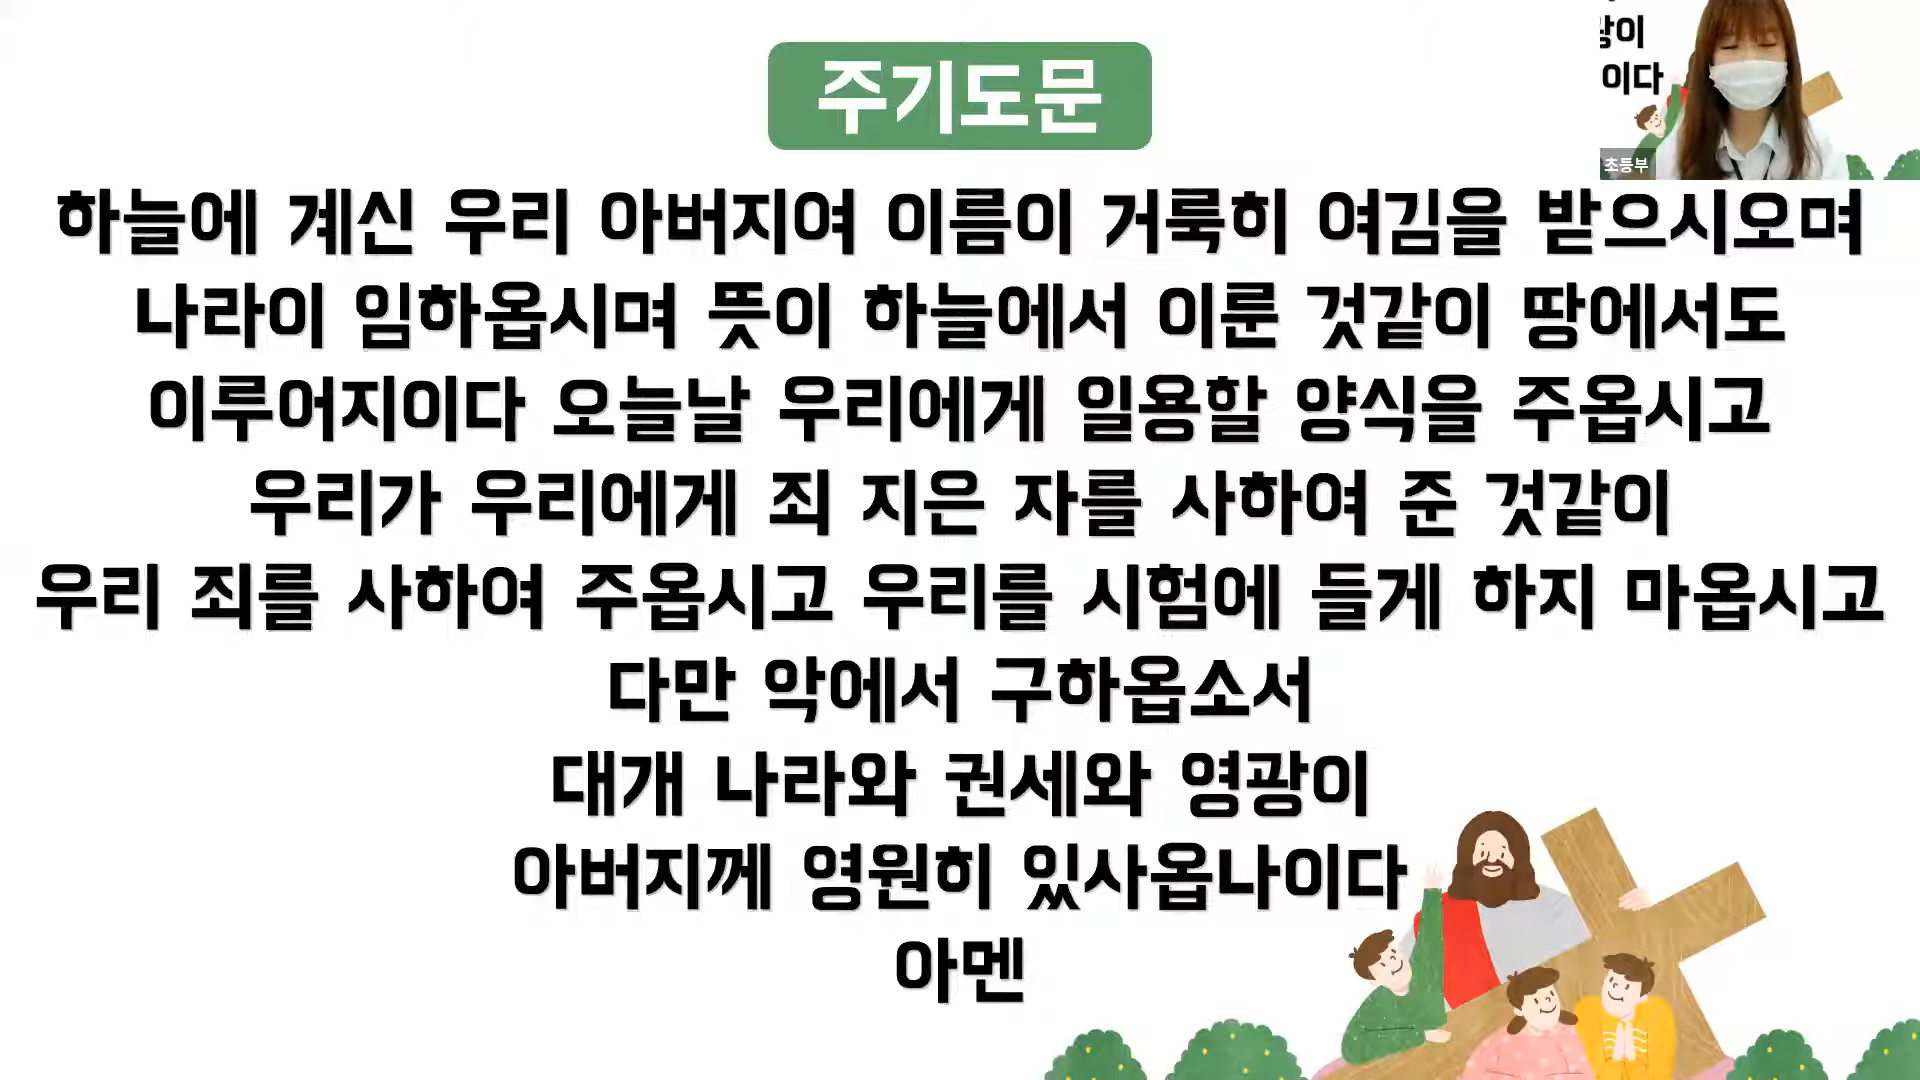 주기도문
하늘에 계신 우리 아버지여 이름이 거룩히 여김을 받으시오며
나라이 임하옵시며 뜻이 하늘에서 이룬 것같이 땅에서도
이루어지이다 오늘날 우리에게 일용할 양식을 주옵시고
우리가 우리에게 죄 지은 자를 사하여 준 것같이
우리 죄를 사하여 주옵시고 우리를 시험에 들게 하지 마옵시고
다만 악에서 구하옵소서
대개 나라와 권세와 영광이
아버지께 영원히 있사옵나이다
아멘
이다
초등부